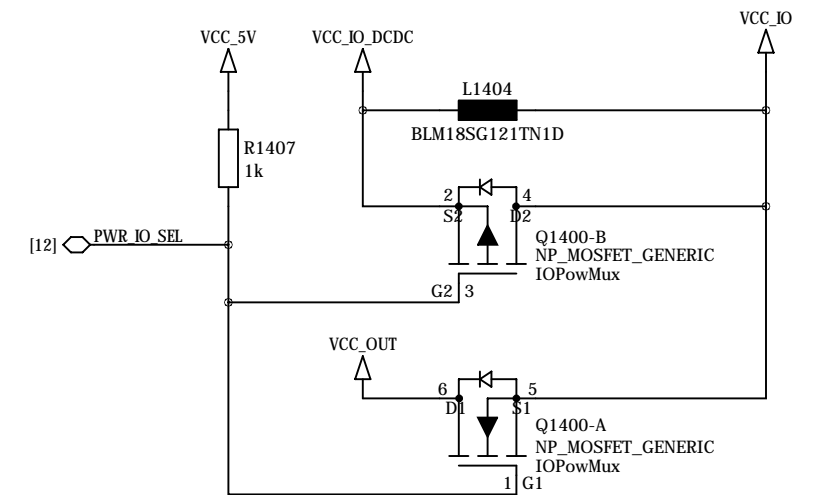 VCC_IO
VCC_5V
VCC_IO_DCDC
L1404
BLM18SG121TN1D
R1407
1k
2
4
S2
D2
[12]
PWR_IO_SEL
Q1400-B
NP_MOSFET_GENERIC
IOPowMux
G2
3
VCC_OUT
6
5
D1
S1
Q1400-A
NP_MOSFET_GENERIC
IOPowMux
1
G1